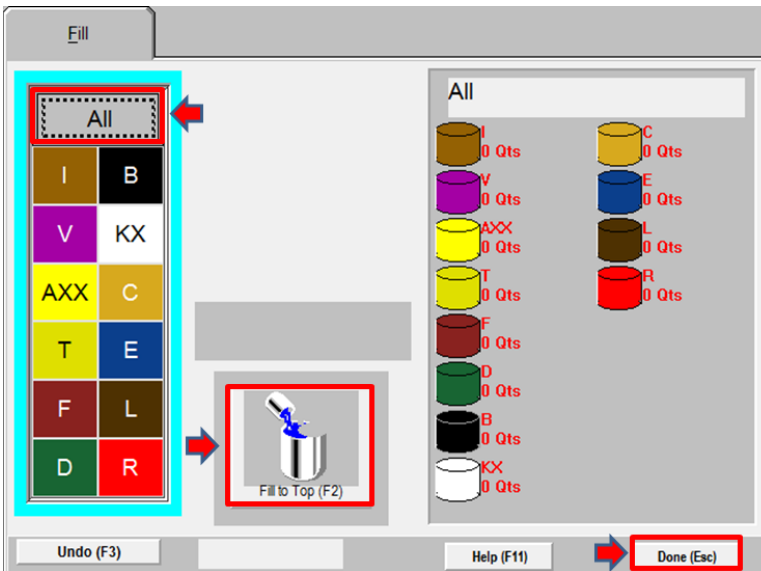 Fill
All
I B
V KX
AXX C
T E
F L
D R
Fill to Top (F2)
All
I
0 Qts
V
0 Qts
AXX
0 Qts
T
0 Qts
F
0 Qts
D
0 Qts
B
0 Qts
KX
0 Qts
C
0 Qts
E
0 Qts
L
0 Qts
R
0 Qts
Undo (F3)
Help (F11)
Done (Esc)